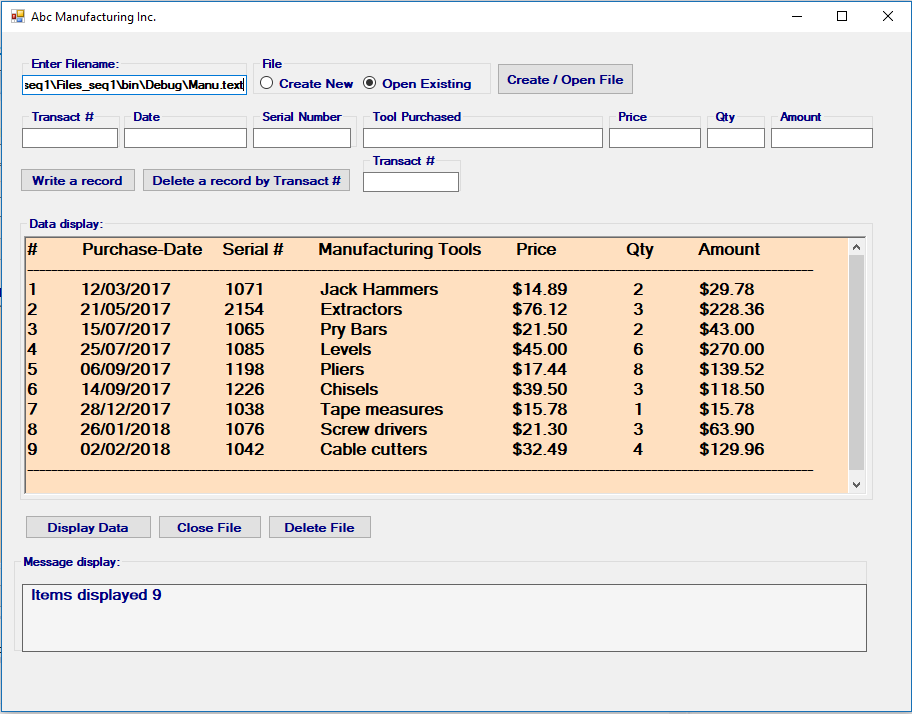 Abc Manufacturing Inc.
Enter Filename: File
seq1\Files_seq1\bin\Debug\Manu.text Create New Open Existing Create / Open File
Transact # Date Serial Number Tool Purchased Price Qty Amount
Transact #
Write a record Delete a record by Transact #
Data display:
# Purchase-Date Serial # Manufacturing Tools Price Qty Amount
1 12/03/2017 1071 Jack Hammers $14.89 2 $29.78
2 21/05/2017 2154 Extractors $76.12 3 $228.36
3 15/07/2017 1065 Pry Bars $21.50 2 $43.00
4 25/07/2017 1085 Levels $45.00 6 $270.00
5 06/09/2017 1198 Pliers $17.44 8 $139.52
6 14/09/2017 1226 Chisels $39.50 3 $118.50
7 28/12/2017 1038 Tape measures $15.78 1 $15.78
8 26/01/2018 1076 Screw drivers $21.30 3 $63.90
9 02/02/2018 1042 Cable cutters $32.49 4 $129.96
Display Data Close File Delete File
Message display:
Items displayed 9